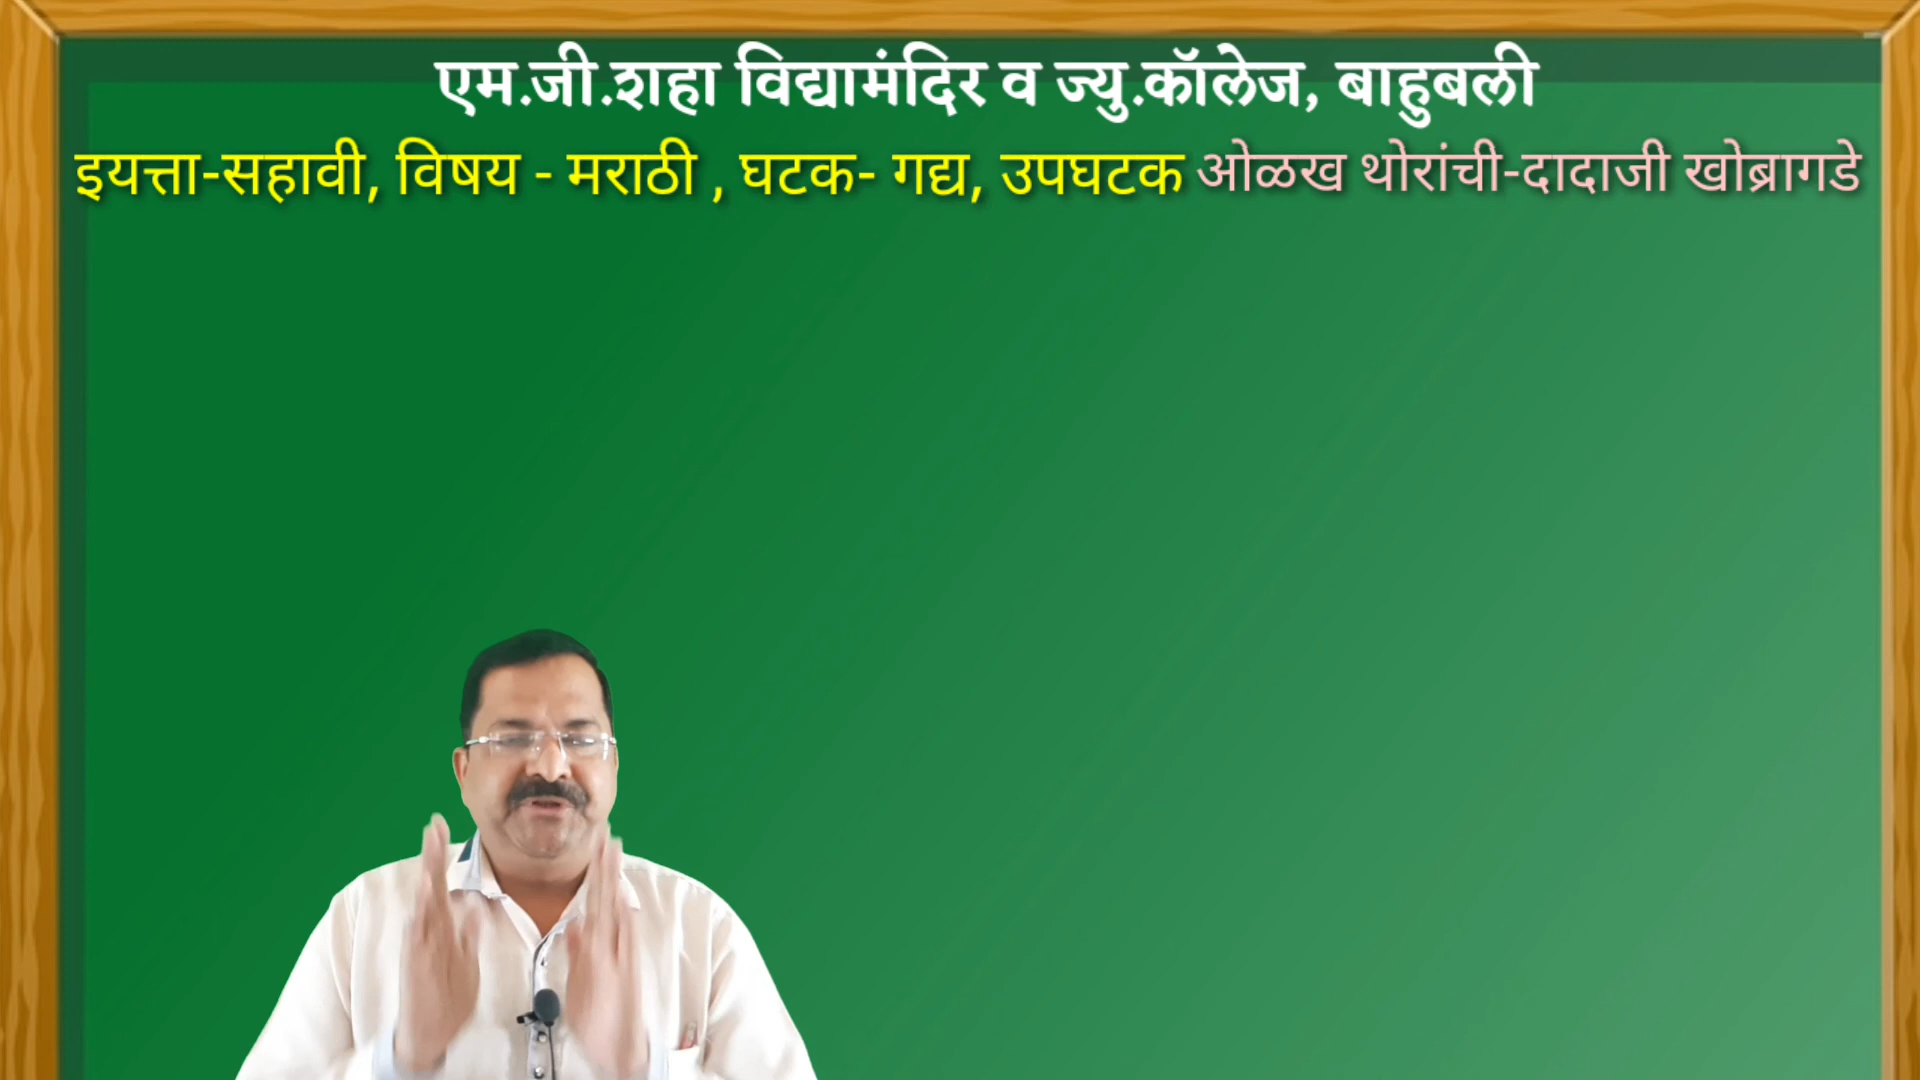 एम.जी.शहा विद्यामंदिर व ज्यु.कॉलेज, बाहुबली
इयत्ता-सहावी, विषय - मराठी , घटक- गद्य, उपघटक ओळख थोरांची-दादाजी खोब्रागडे